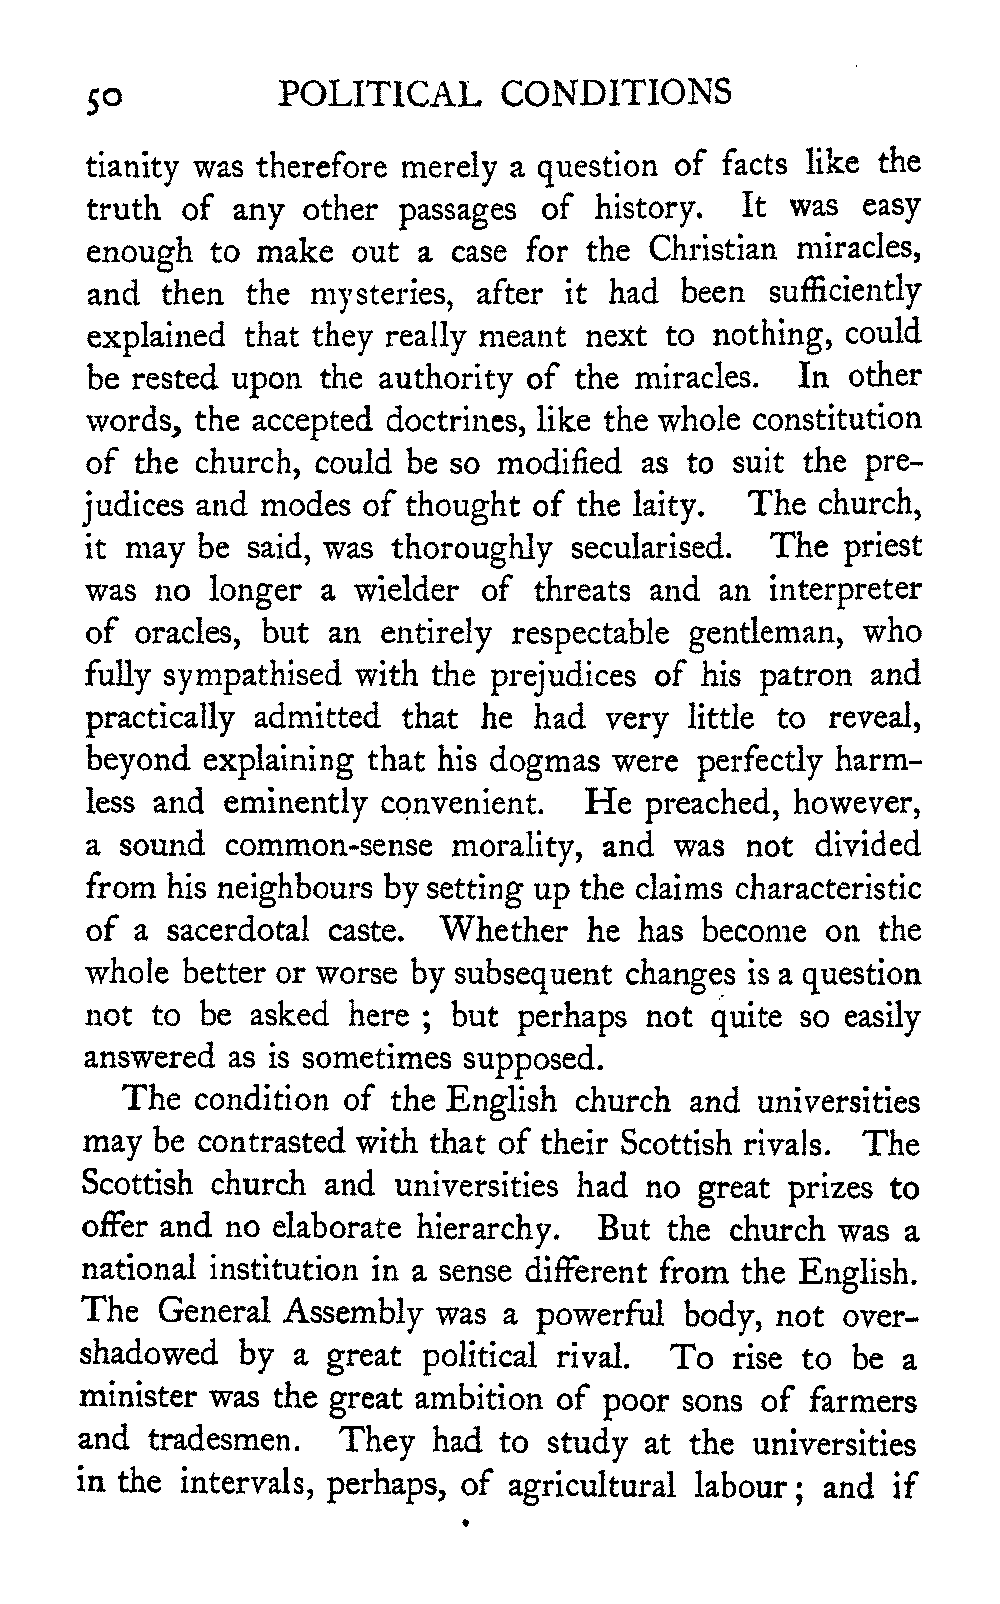 50 POLITICAL CONDITIONS
tianity was therefore merely a question of facts like the
truth of any other passages of history. It was easy
enough to make out a case for the Christian miracles,
and then the mysteries, after it had been sufficiently
explained that they really meant next to nothing, could
be rested upon the authority of the miracles. In other
words, the accepted doctrines, like the whole constitution
of the church, could be so modified as to suit the pre-
judices and modes of thought of the laity. The church,
it may be said, was thoroughly secularised. The priest
was no longer a wielder of threats and an interpreter
of oracles, but an entirely respectable gentleman, who
fully sympathised with the prejudices of his patron and
practically admitted that he had very little to reveal,
beyond explaining that his dogmas were perfectly harm-
less and eminently convenient. He preached, however,
a sound common-sense morality, and was not divided
from his neighbours by setting up the claims characteristic
of a sacerdotal caste. Whether he has become on the
whole better or worse by subsequent changes is a question
not to be asked here ; but perhaps not quite so easily
answered as is sometimes supposed.
The condition of the English church and universities
may be contrasted with that of their Scottish rivals. The
Scottish church and universities had no great prizes to
offer and no elaborate hierarchy. But the church was a
national institution in a sense different from the English.
The General Assembly was a powerful body, not over-
shadowed by a great political rival. To rise to be a
minister was the great ambition of poor sons of farmers
and tradesmen. They had to study at the universities
in the intervals, perhaps, of agricultural labour ; and if